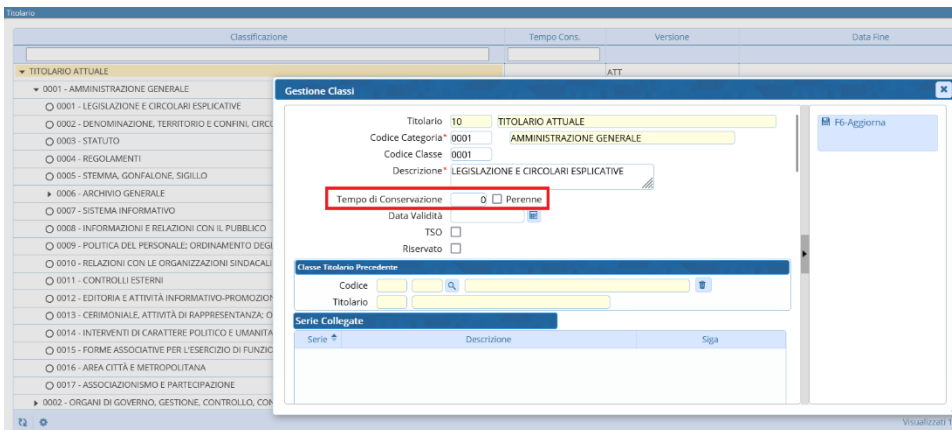 Titolario
Classificazione Tempo Cons. Versione Data Fine
TITOLARIO ATTUALE ATT
0001 - AMMINISTRAZIONE GENERALE
0001 - LEGISLAZIONE E CIRCOLARI ESPLICATIVE
0002 - DENOMINAZIONE, TERRITORIO E CONFINI, CIRC
0003 - STATUTO
0004 - REGOLAMENTI
0005 - STEMMA, GONFALONE, SIGILLO
0006 - ARCHIVIO GENERALE
0007 - SISTEMA INFORMATIVO
0008 - INFORMAZIONI E RELAZIONI CON IL PUBBLICO
0009 - POLITICA DEL PERSONALE; ORDINAMENTO DEGL
0010 - RELAZIONI CON LE ORGANIZZAZIONI SINDACALI
0011 - CONTROLLI ESTERNI
0012 - EDITORIA E ATTIVITÀ INFORMATIVO-PROMOZION
0013 - CERIMONIALE, ATTIVITÀ DI RAPPRESENTANZA; O
0014 - INTERVENTI DI CARATTERE POLITICO E UMANITA
0015 - FORME ASSOCIATIVE PER L'ESERCIZIO DI FUNZIO
0016 - AREA CITTÀ E METROPOLITANA
0017 - ASSOCIAZIONISMO E PARTECIPAZIONE
0002 - ORGANI DI GOVERNO, GESTIONE, CONTROLLO, CON
Gestione Classi
Titolario 10 TITOLARIO ATTUALE
Codice Categoria* 0001 AMMINISTRAZIONE GENERALE
Codice Classe 0001
Descrizione* LEGISLAZIONE E CIRCOLARI ESPLICATIVE
Tempo di Conservazione 0 Perenne
Data Validità
TSO
Riservato
Classe Titolario Precedente
Codice
Titolario
Serie Collegate
Serie Descrizione Siga
F6-Aggiorna
Visualizzati 1